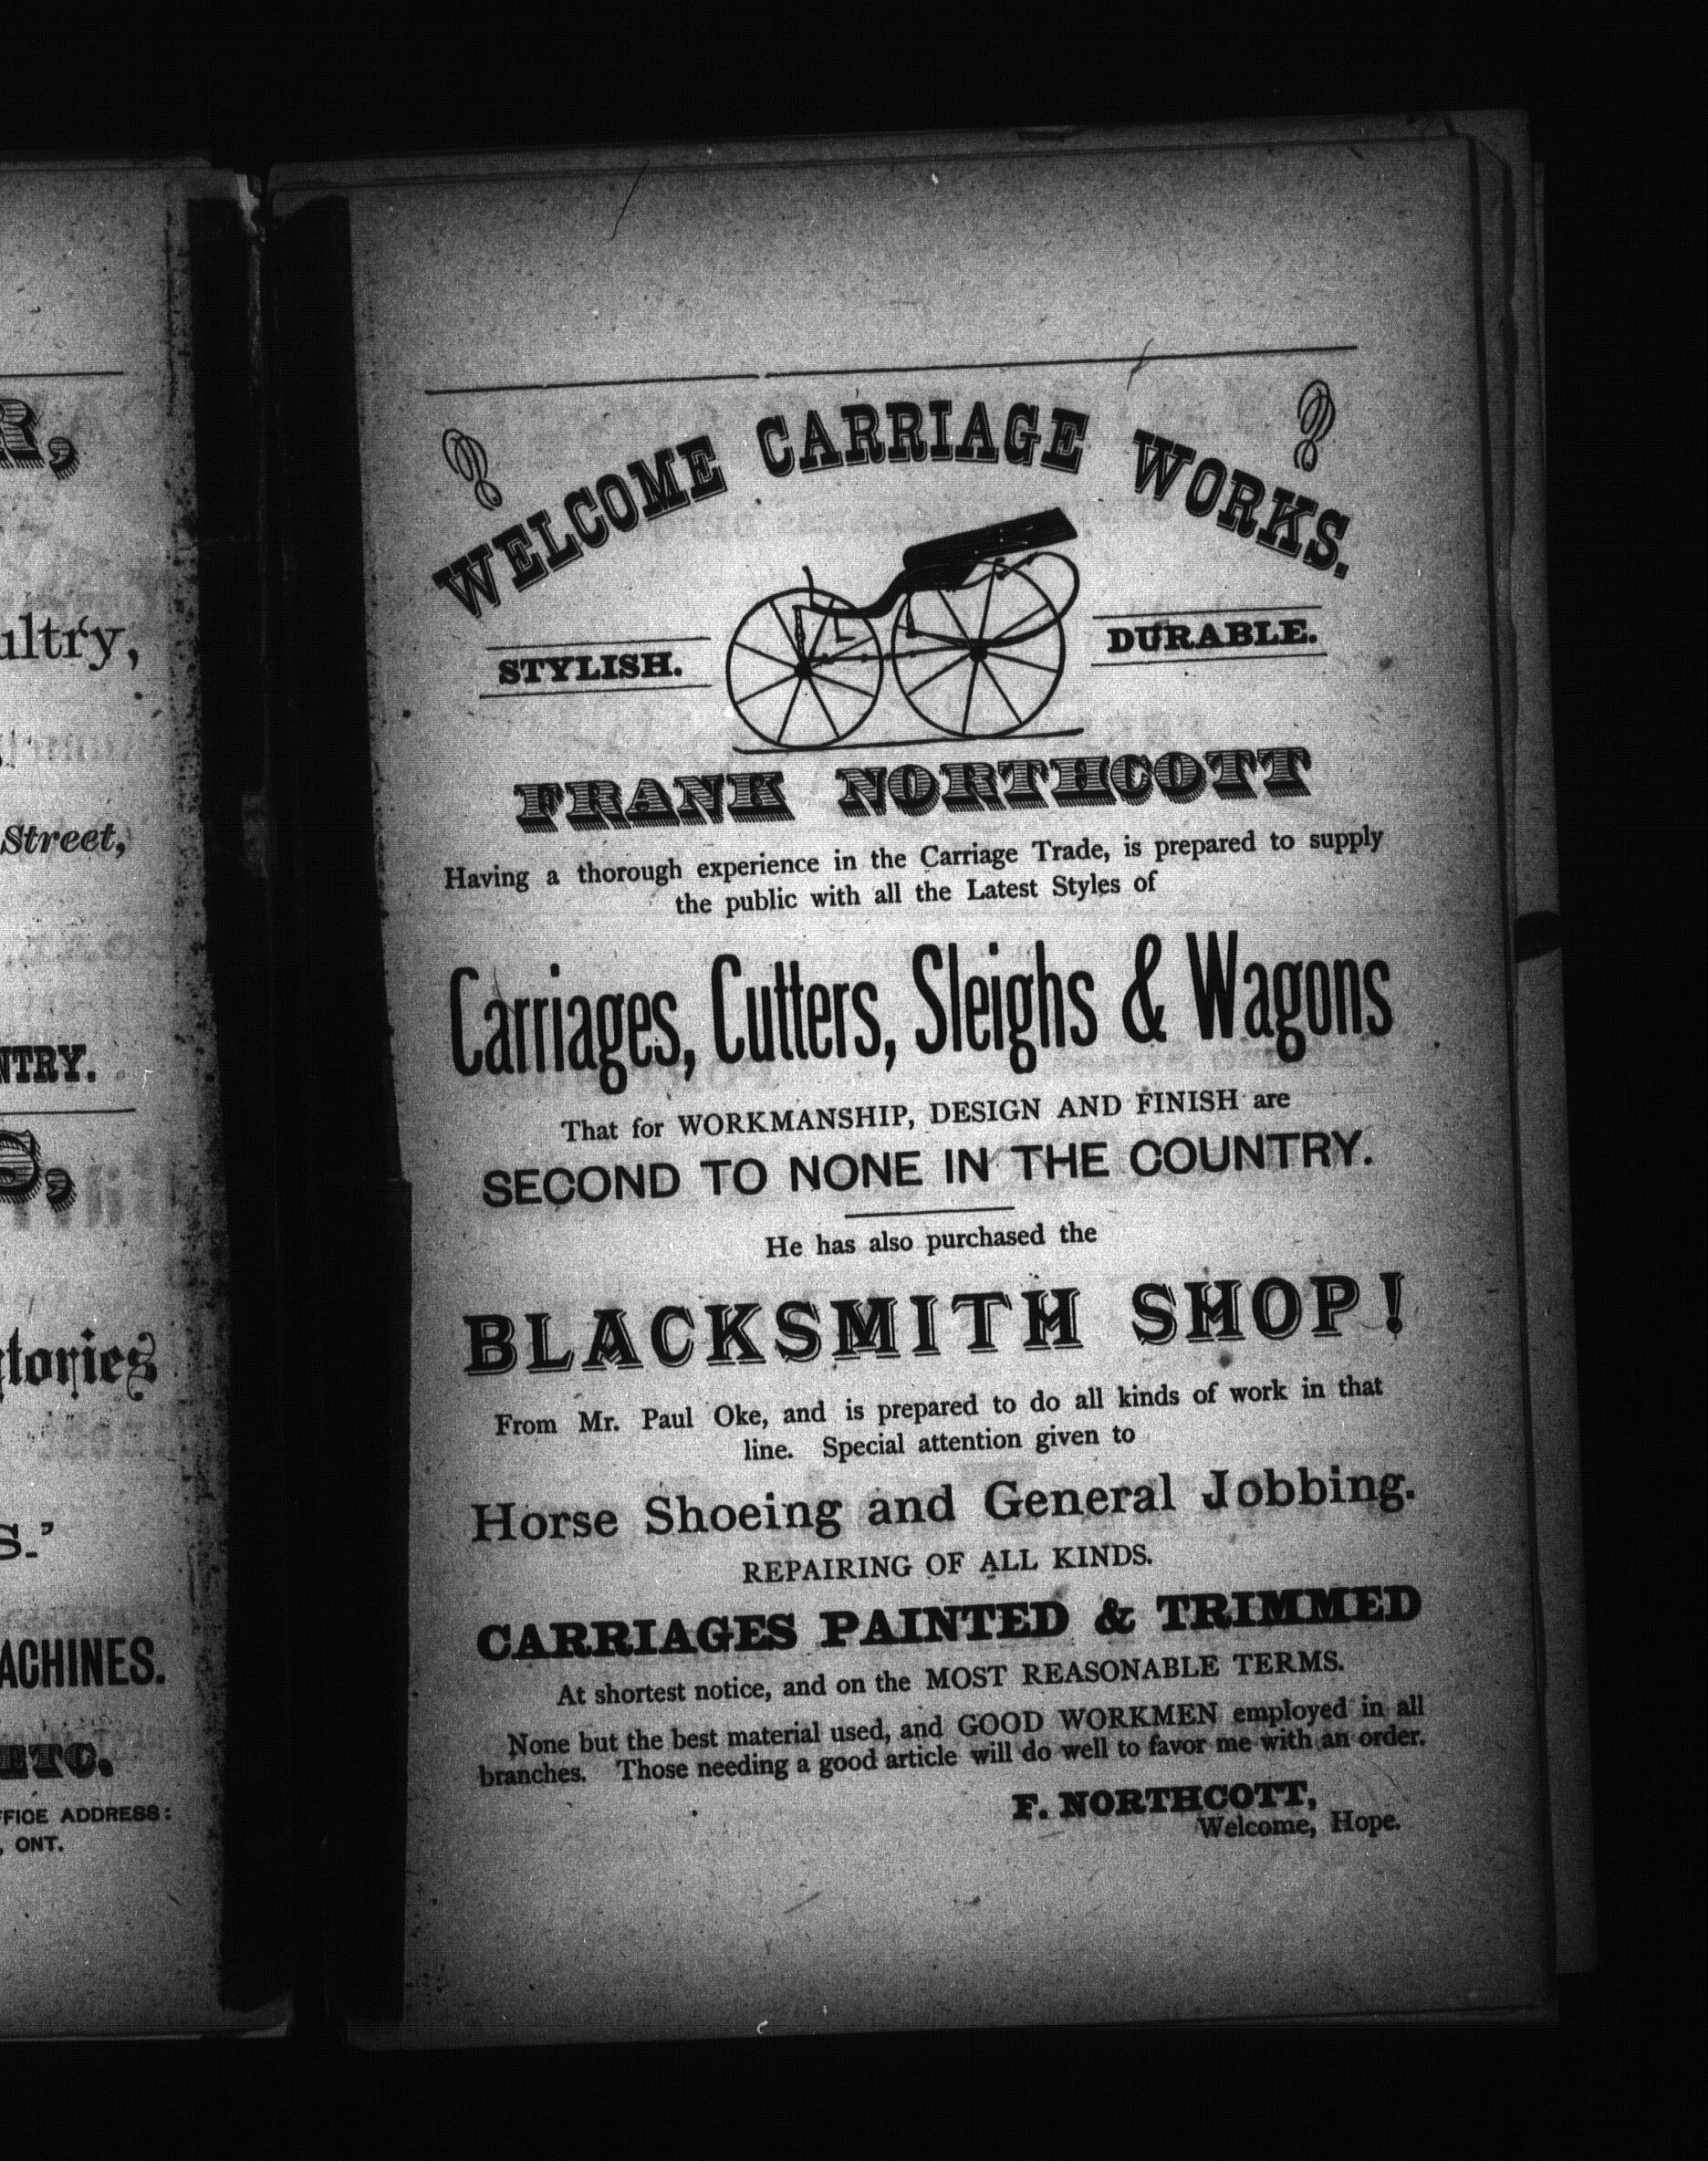 R,
ultry,
Street,
NTRY.
S,
tories
S.'
ACHINES.
ETC.
FFICE ADDRESS:
, ONT.
WELCOME CARRIAGE WORKS.
STYLISH.
DURABLE.
FRANK NORTHCOTT
Having a thorough experience in the Carriage Trade, is prepared to supply
the public with all the Latest Styles of
Carriages, Cutters, Sleighs & Wagons
That for WORKMANSHIP, DESIGN AND FINISH are
SECOND TO NONE IN THE COUNTRY.
He has also purchased the
BLACKSMITH SHOP!
From Mr. Paul Oke, and is prepared to do all kinds of work in that
line. Special attention given to
Horse Shoeing and General Jobbing.
REPAIRING OF ALL KINDS.
CARRIAGES PAINTED & TRIMMED
At shortest notice, and on the MOST REASONABLE TERMS.
None but the best material used, and GOOD WORKMEN employed in all
branches. Those needing a good article will do well to favor me with an order.
F. NORTHCOTT,
Welcome, Hope.